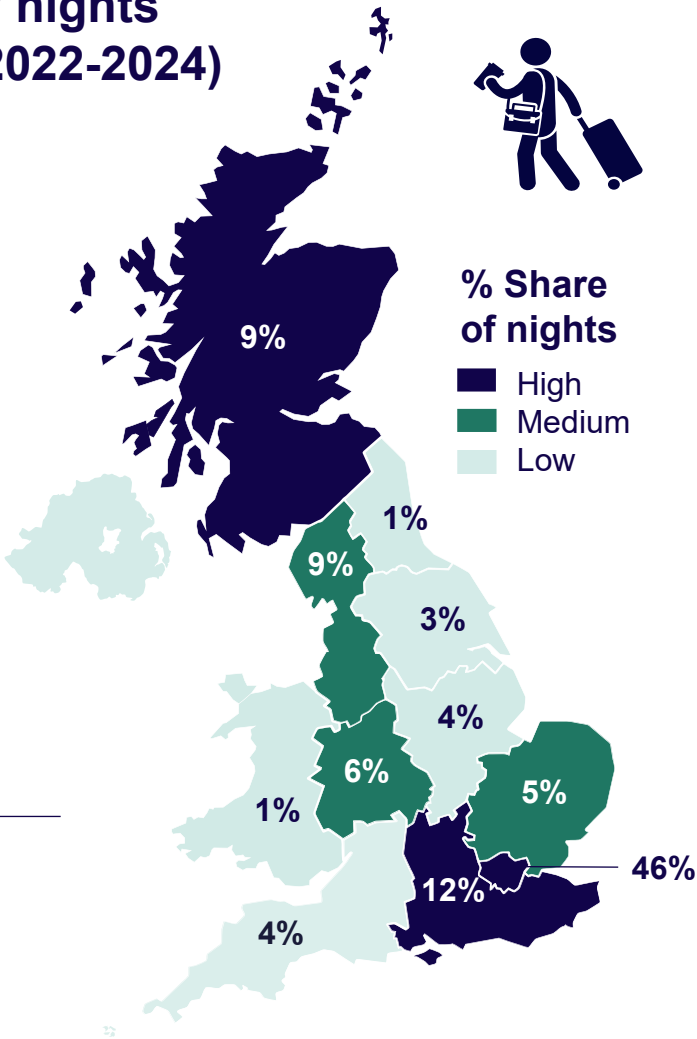 nights
2022-2024)
% Share
of nights
High
Medium
Low
9%
1%
9%
3%
4%
6%
5%
1%
46%
12%
4%